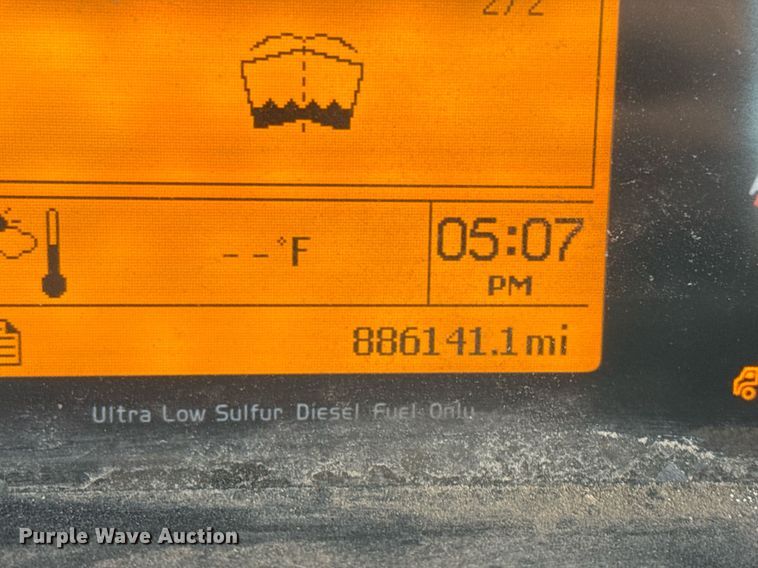 2/2
--°F
05:07
PM
886141.1mi
Ultra Low Sulfur Diesel Fuel Only
Purple Wave Auction